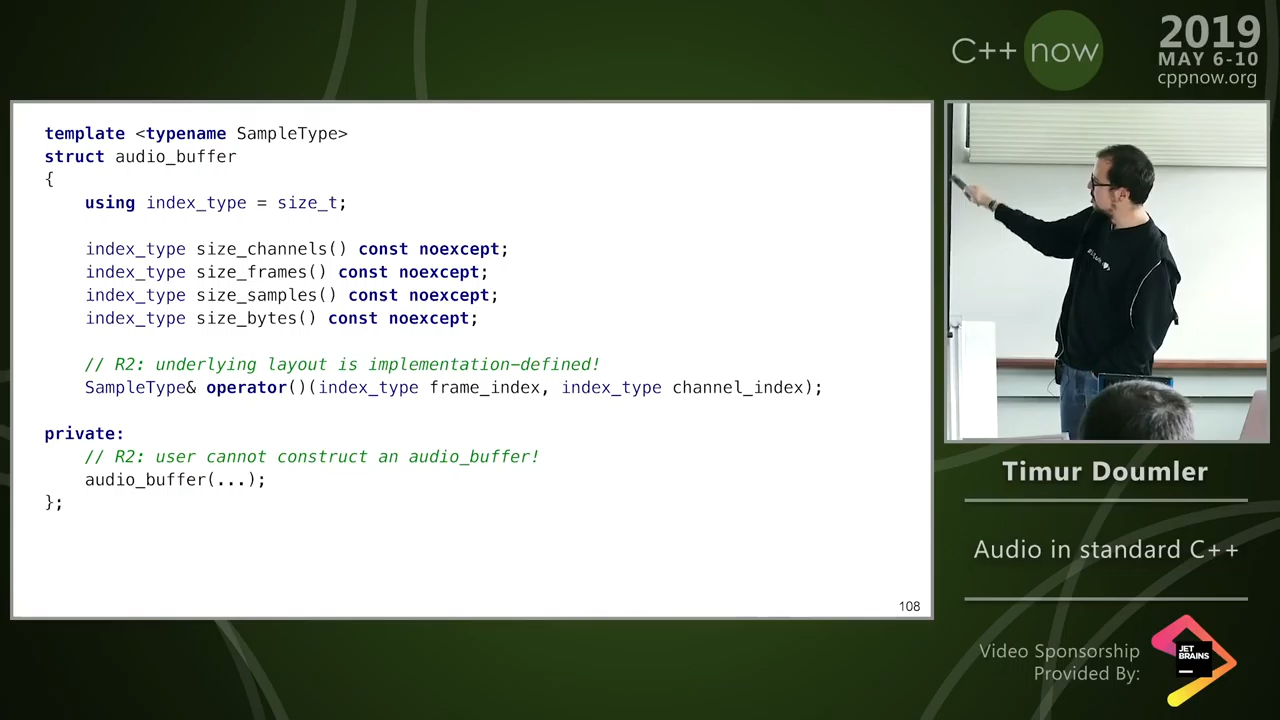 C++ now
2019
MAY 6-10
cppnow.org
template <typename SampleType>
struct audio_buffer
{
    using index_type = size_t;
    index_type size_channels() const noexcept;
    index_type size_frames() const noexcept;
    index_type size_samples() const noexcept;
    index_type size_bytes() const noexcept;
    // R2: underlying layout is implementation-defined!
    SampleType& operator()(index_type frame_index, index_type channel_index);
private:
    // R2: user cannot construct an audio_buffer!
    audio_buffer(...);
};
108
Timur Doumler
Audio in standard C++
Video Sponsorship
Provided By:
JET
BRAINS